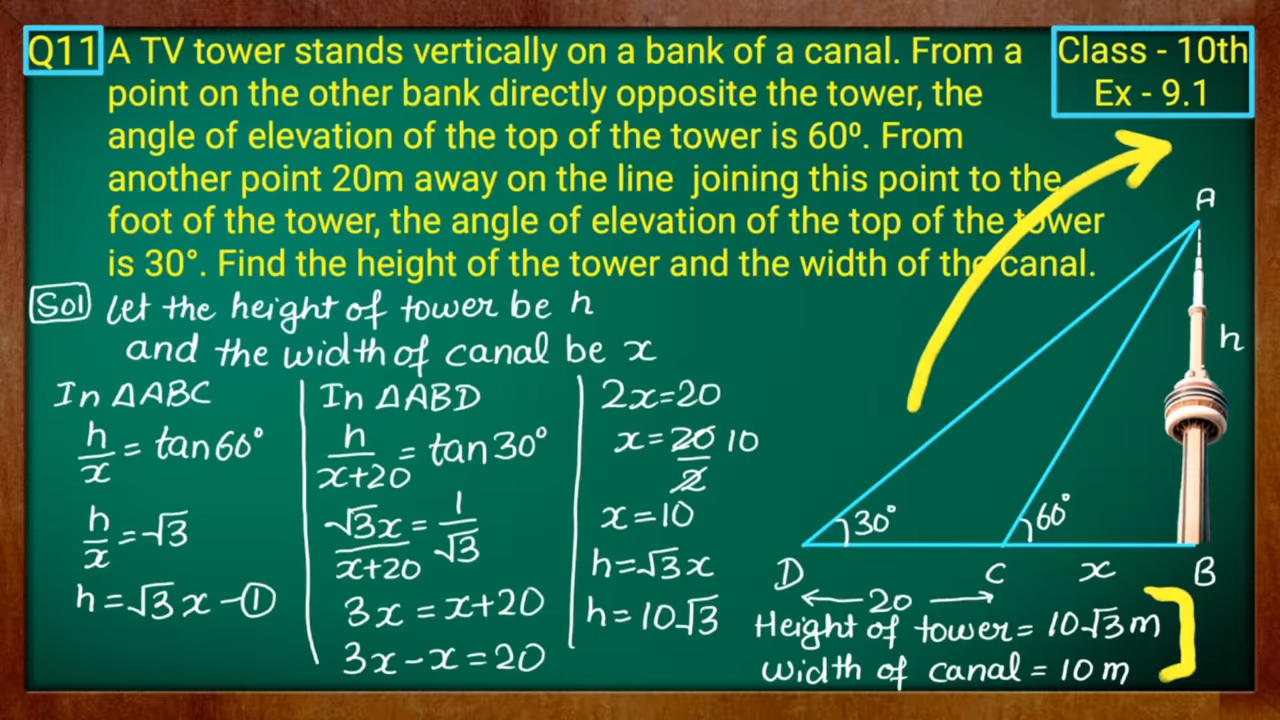 Q11 A TV tower stands vertically on a bank of a canal. From a
point on the other bank directly opposite the tower, the
angle of elevation of the top of the tower is 60⁰. From
another point 20m away on the line joining this point to the
foot of the tower, the angle of elevation of the top of the tower
is 30°. Find the height of the tower and the width of the canal.
Class - 10th
Ex - 9.1
Sol Let the height of tower be h
and the width of canal be x
In △ABC
h/x = tan60°
h/x = √3
h = √3 x - ①
In △ABD
h/x+20 = tan30°
√3x/x+20 = 1/√3
3x = x+20
3x - x = 20
2x = 20
x = 20/2 10
x = 10
h = √3x
h = 10√3
A
h
30°
60°
D
C
x
B
20
Height of tower = 10√3 m
width of canal = 10 m